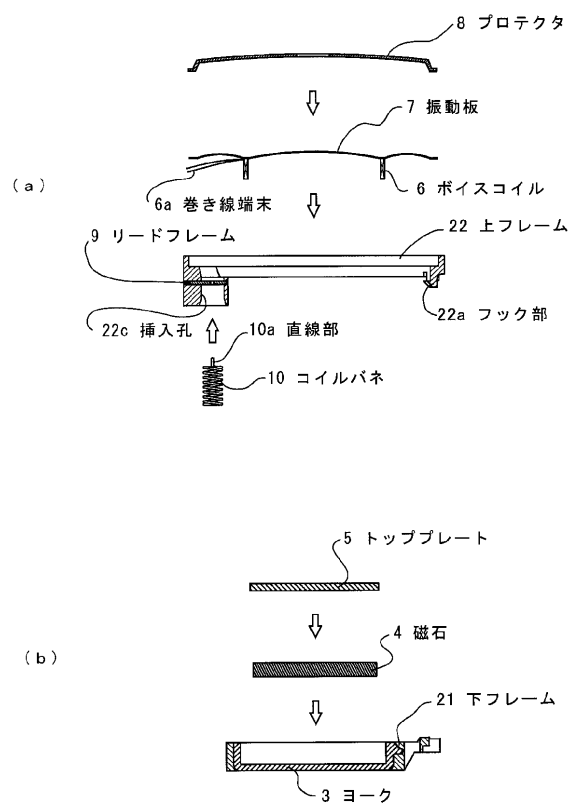 8 プロテクタ
7 振動板
(a)
6a 巻き線端末
6 ボイスコイル
9 リードフレーム
22 上フレーム
22c 挿入孔
10a 直線部
22a フック部
10 コイルバネ
5 トッププレート
4 磁石
(b)
21 下フレーム
3 ヨーク